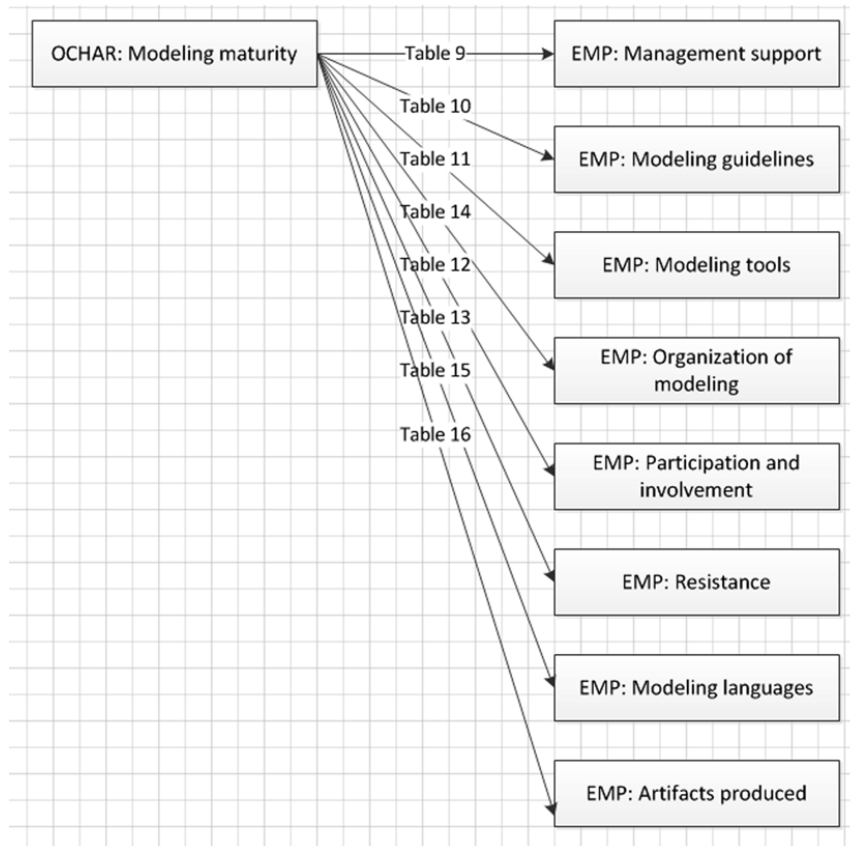 OCHAR: Modeling maturity
Table 9
EMP: Management support
Table 10
EMP: Modeling guidelines
Table 11
EMP: Modeling tools
Table 14
EMP: Organization of
modeling
Table 12
EMP: Participation and
involvement
Table 13
EMP: Resistance
Table 15
EMP: Modeling languages
Table 16
EMP: Artifacts produced